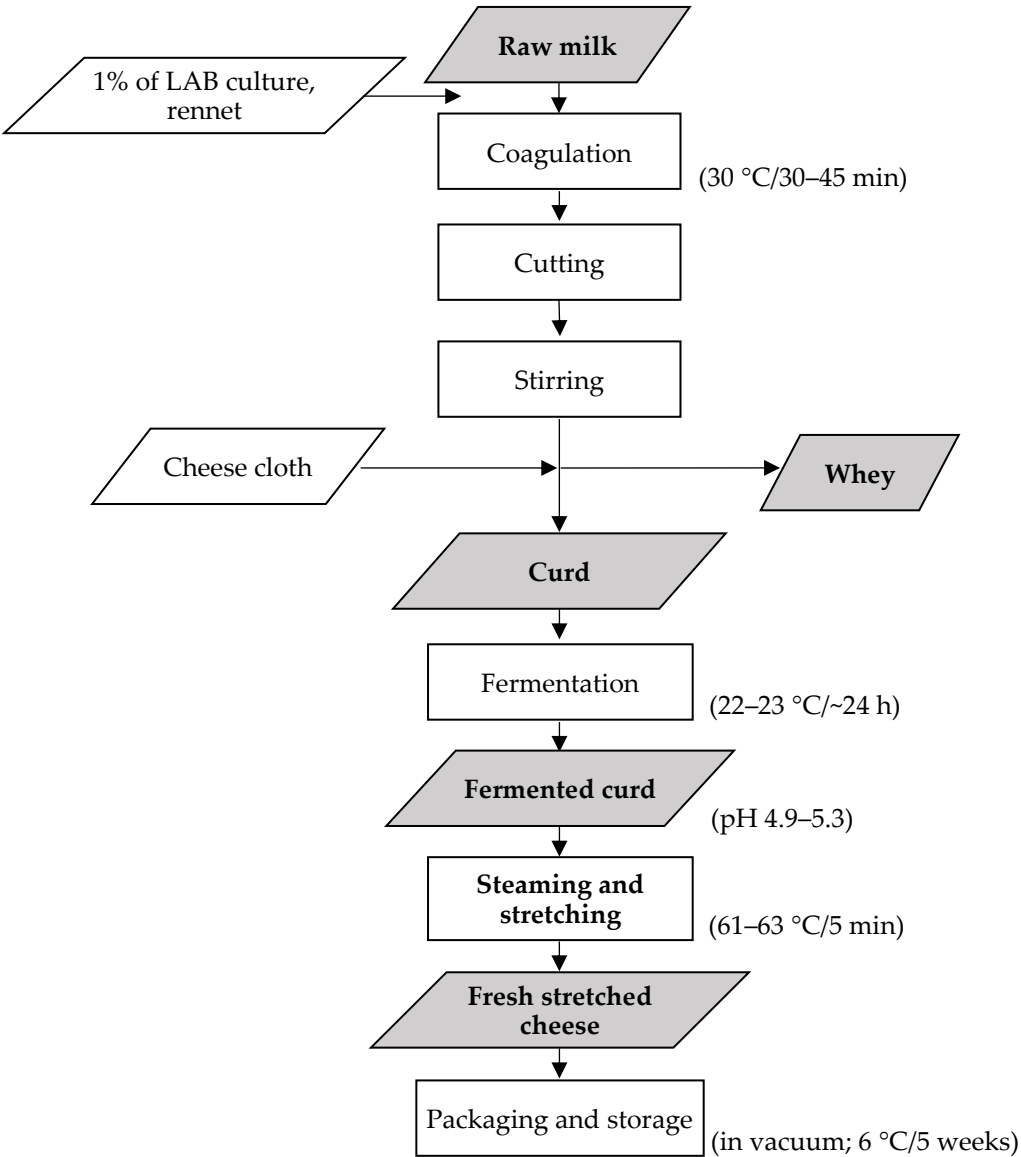 Raw milk
1% of LAB culture,
rennet
Coagulation
(30 °C/30–45 min)
Cutting
Stirring
Cheese cloth
Whey
Curd
Fermentation
(22–23 °C/~24 h)
Fermented curd
(pH 4.9–5.3)
Steaming and
stretching
(61–63 °C/5 min)
Fresh stretched
cheese
Packaging and storage
(in vacuum; 6 °C/5 weeks)